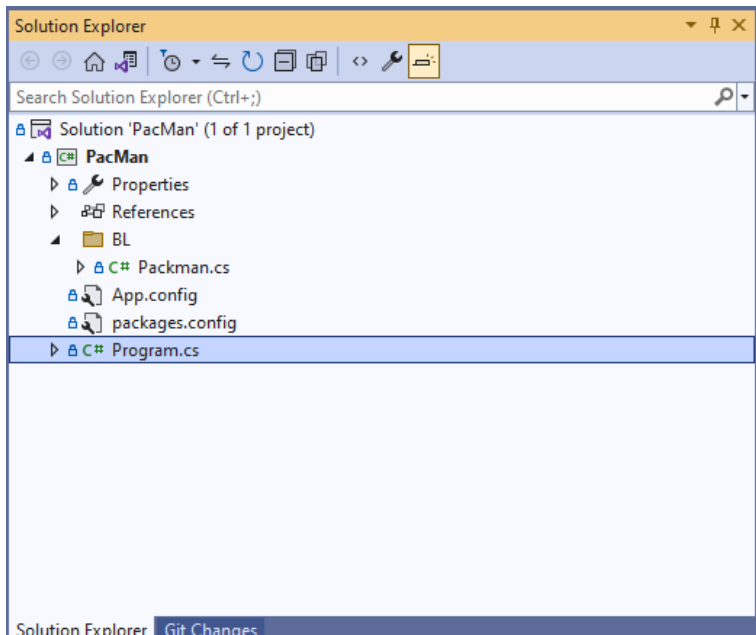 Solution Explorer
Search Solution Explorer (Ctrl+;)
Solution 'PacMan' (1 of 1 project)
C# PacMan
Properties
References
BL
C# Packman.cs
App.config
packages.config
C# Program.cs
Solution Explorer Git Changes